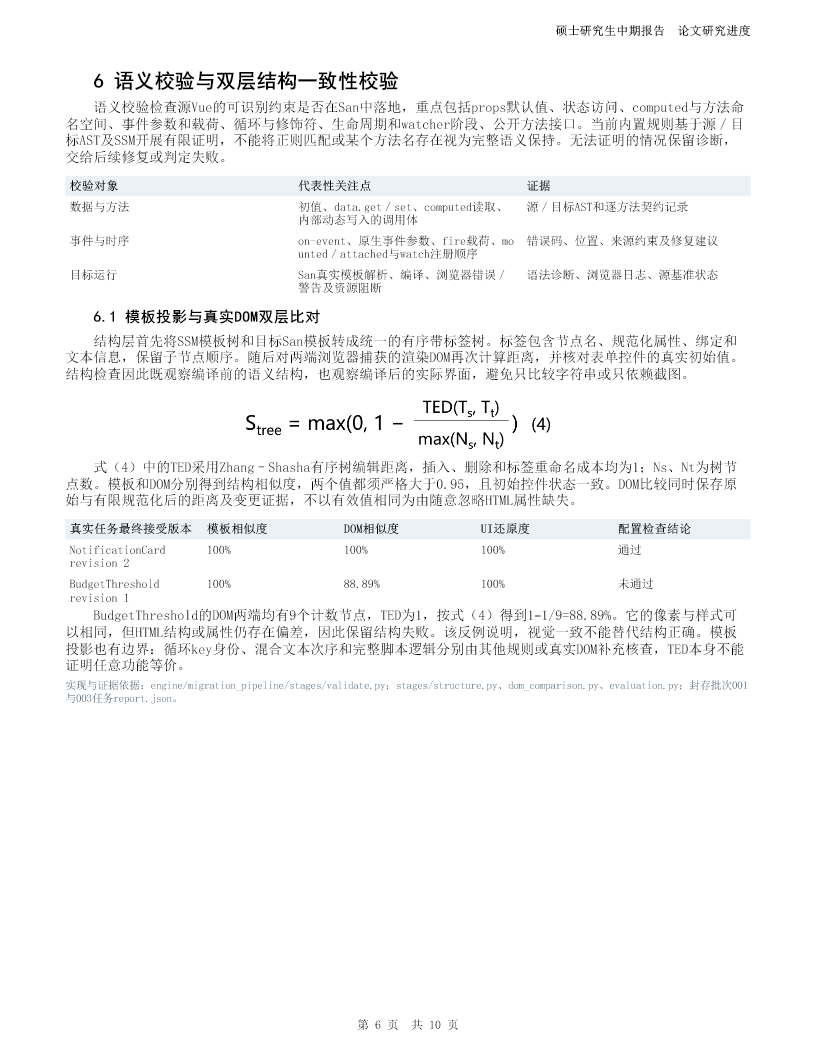 硕士研究生中期报告　论文研究进度
6 语义校验与双层结构一致性校验
语义校验检查源Vue的可识别约束是否在San中落地，重点包括props默认值、状态访问、computed与方法命
名空间、事件参数和载荷、循环与修饰符、生命周期和watcher阶段、公开方法接口。当前内置规则基于源／目
标AST及SSM开展有限证明，不能将正则匹配或某个方法名存在视为完整语义保持。无法证明的情况保留诊断，
交给后续修复或判定失败。
校验对象 代表性关注点 证据
数据与方法 初值、data.get／set、computed读取、 源／目标AST和逐方法契约记录
内部动态写入的调用体
事件与时序 on-event、原生事件参数、fire载荷、mo 错误码、位置、来源约束及修复建议
unted／attached与watch注册顺序
目标运行 San真实模板解析、编译、浏览器错误／ 语法诊断、浏览器日志、源基准状态
警告及资源阻断
6.1 模板投影与真实DOM双层比对
结构层首先将SSM模板树和目标San模板转成统一的有序带标签树。标签包含节点名、规范化属性、绑定和
文本信息，保留子节点顺序。随后对两端浏览器捕获的渲染DOM再次计算距离，并核对表单控件的真实初始值。
结构检查因此既观察编译前的语义结构，也观察编译后的实际界面，避免只比较字符串或只依赖截图。
S_tree = max(0, 1 − TED(T_s, T_t) / max(N_s, N_t)) (4)
式（4）中的TED采用Zhang–Shasha有序树编辑距离，插入、删除和标签重命名成本均为1；Ns、Nt为树节
点数。模板和DOM分别得到结构相似度，两个值都须严格大于0.95，且初始控件状态一致。DOM比较同时保存原
始与有限规范化后的距离及变更证据，不以有效值相同为由随意忽略HTML属性缺失。
真实任务最终接受版本 模板相似度 DOM相似度 UI还原度 配置检查结论
NotificationCard 100% 100% 100% 通过
revision 2
BudgetThreshold 100% 88.89% 100% 未通过
revision 1
BudgetThreshold的DOM两端均有9个计数节点，TED为1，按式（4）得到1−1/9=88.89%。它的像素与样式可
以相同，但HTML结构或属性仍存在偏差，因此保留结构失败。该反例说明，视觉一致不能替代结构正确。模板
投影也有边界：循环key身份、混合文本次序和完整脚本逻辑分别由其他规则或真实DOM补充核查，TED本身不能
证明任意功能等价。
实现与证据依据：engine/migration_pipeline/stages/validate.py；stages/structure.py、dom_comparison.py、evaluation.py；封存批次001
与003任务report.json。
第 6 页　共 10 页